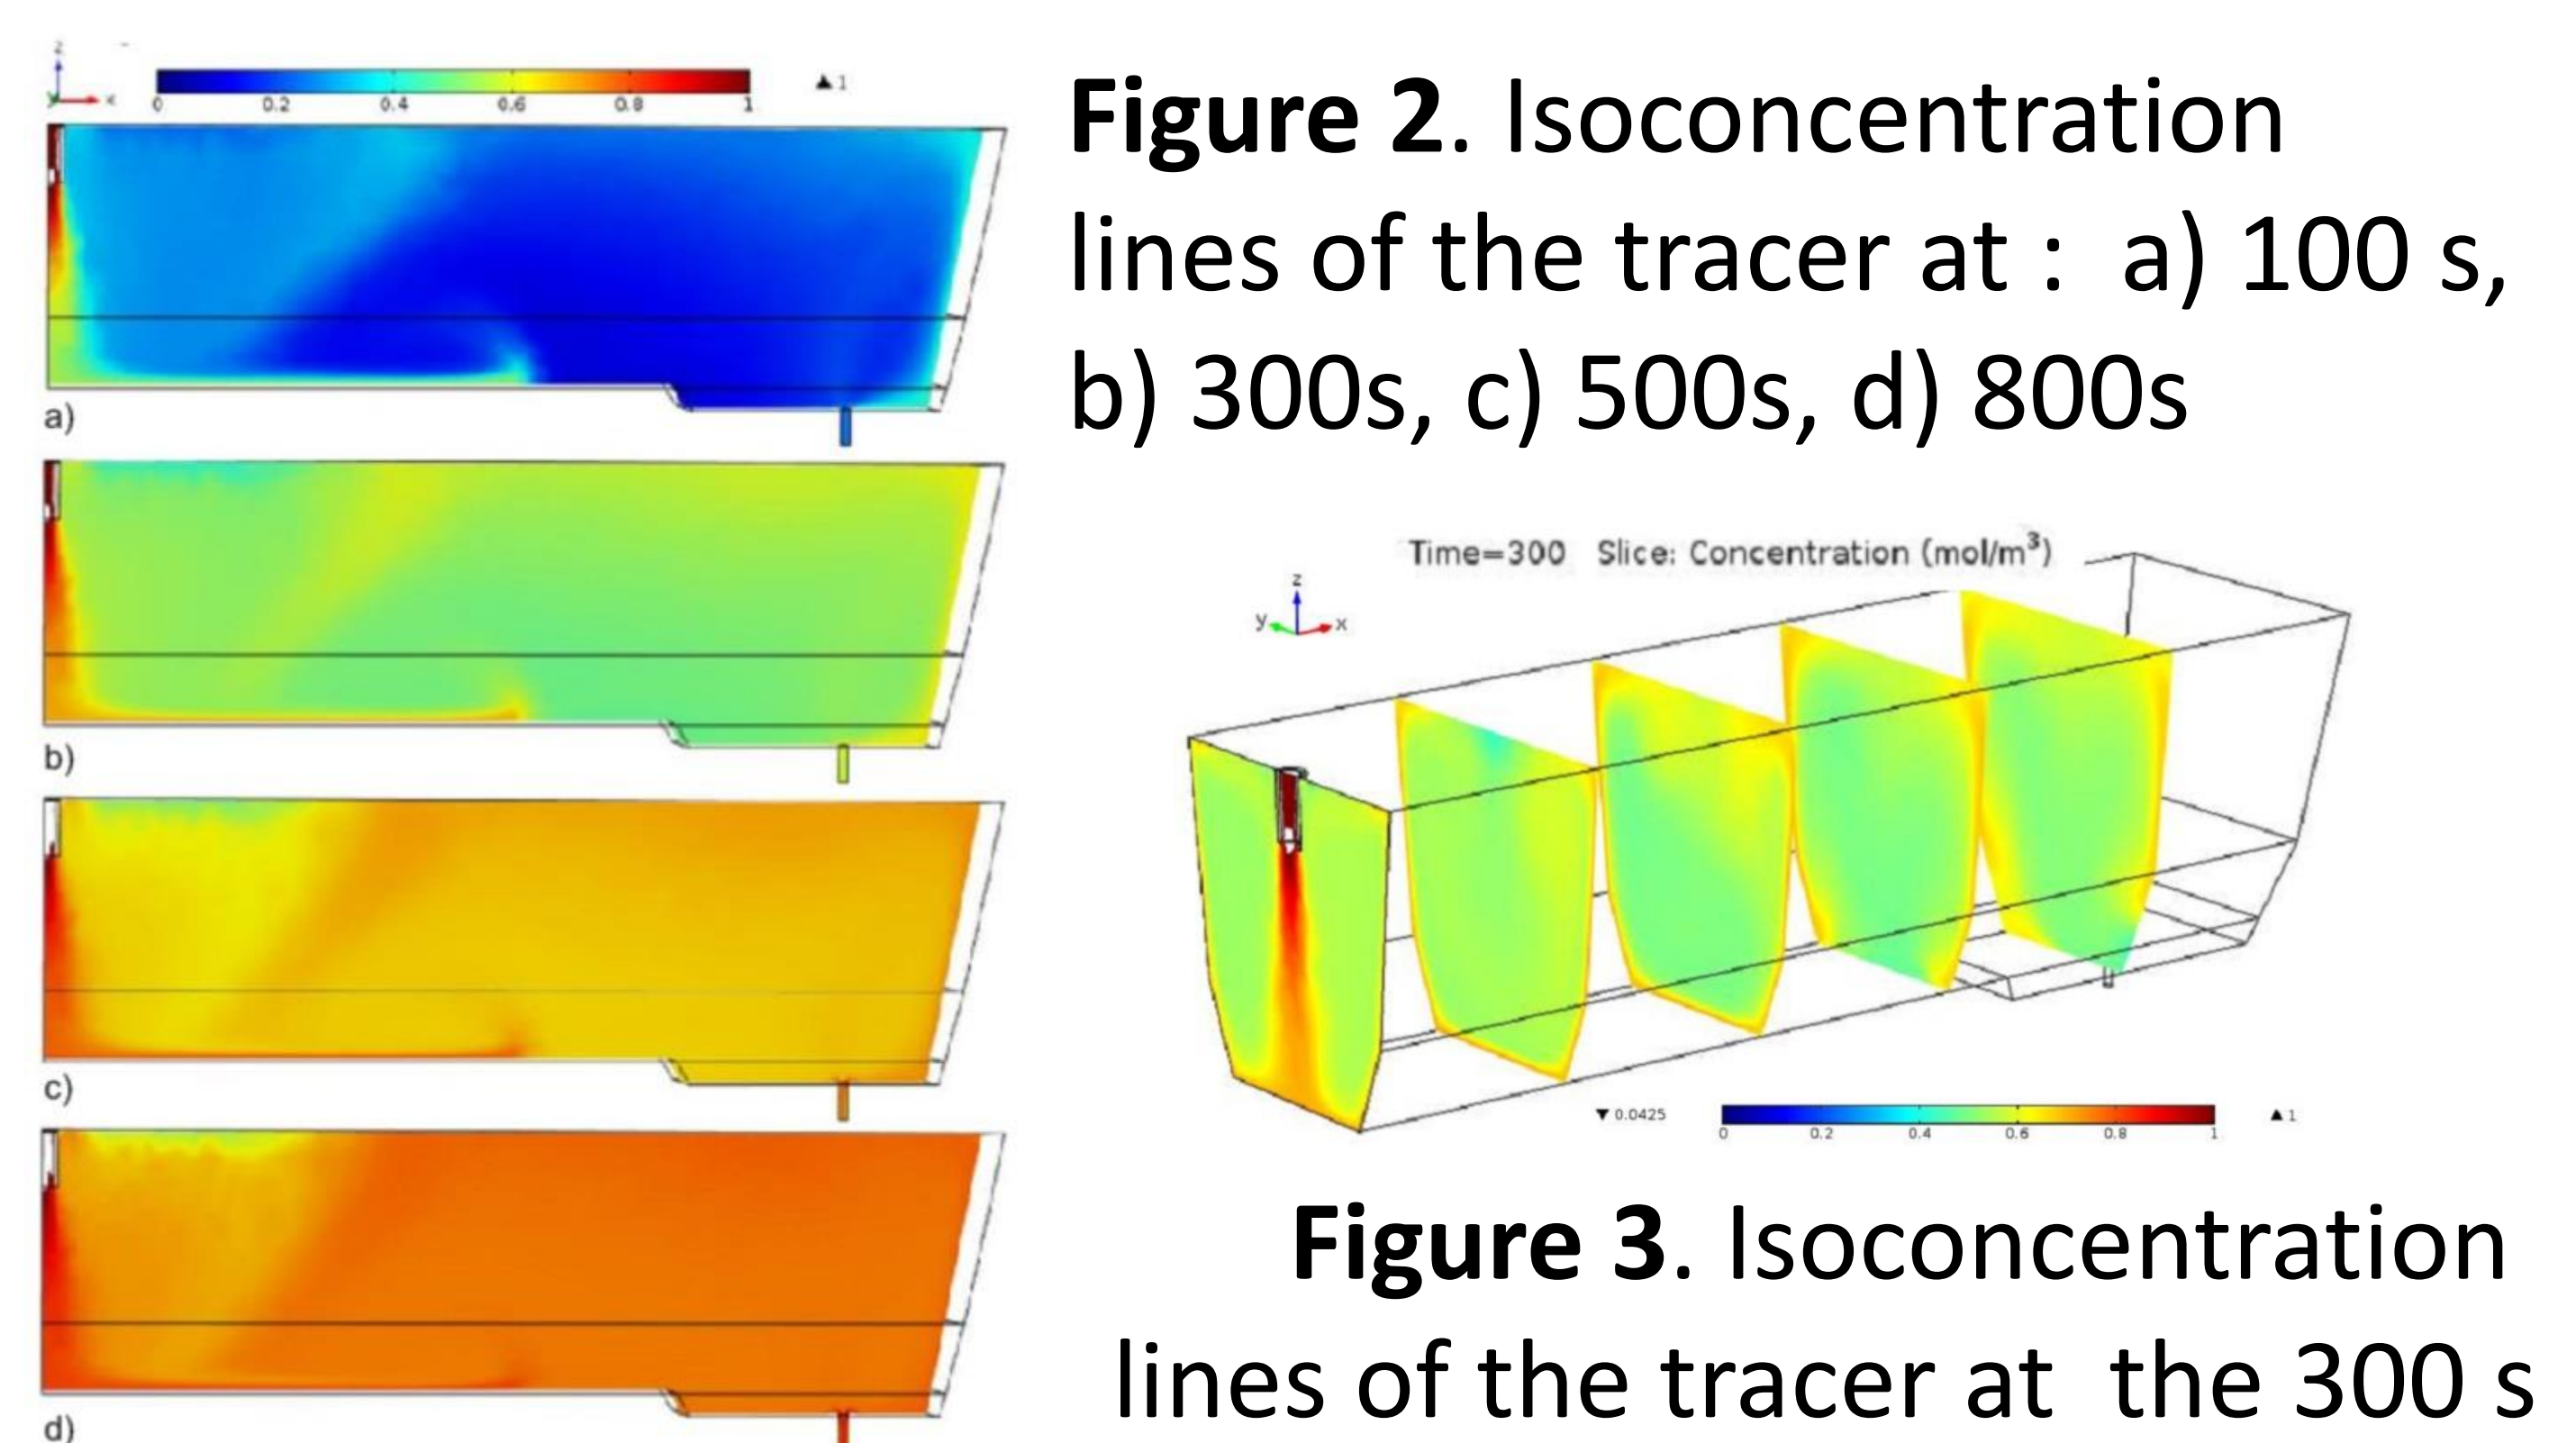 z
y x
0 0.2 0.4 0.6 0.8 1 ▲ 1
a)
b)
c)
d)
Figure 2. Isoconcentration
lines of the tracer at : a) 100 s,
b) 300s, c) 500s, d) 800s
Time=300 Slice: Concentration (mol/m³)
z
y x
▼ 0.0425 0 0.2 0.4 0.6 0.8 1 ▲ 1
Figure 3. Isoconcentration
lines of the tracer at the 300 s